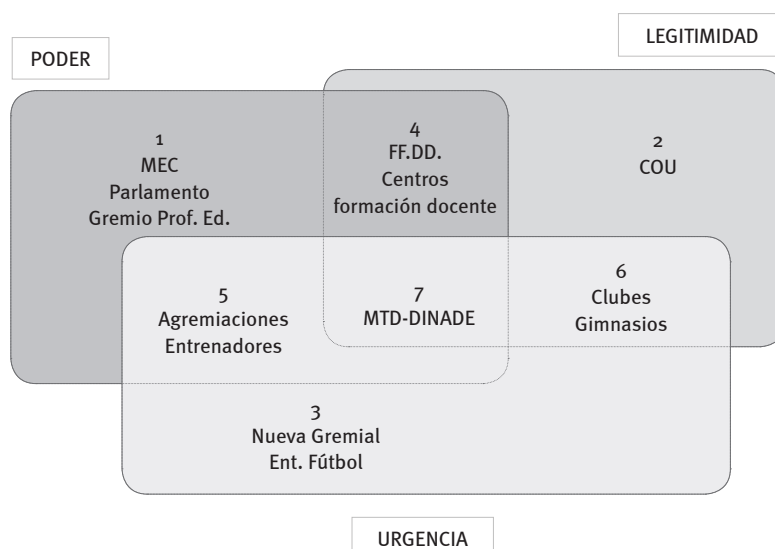 LEGITIMIDAD
PODER
1
MEC
Parlamento
Gremio Prof. Ed.
4
FF.DD.
Centros
formación docente
2
COU
5
Agremiaciones
Entrenadores
7
MTD-DINADE
6
Clubes
Gimnasios
3
Nueva Gremial
Ent. Fútbol
URGENCIA